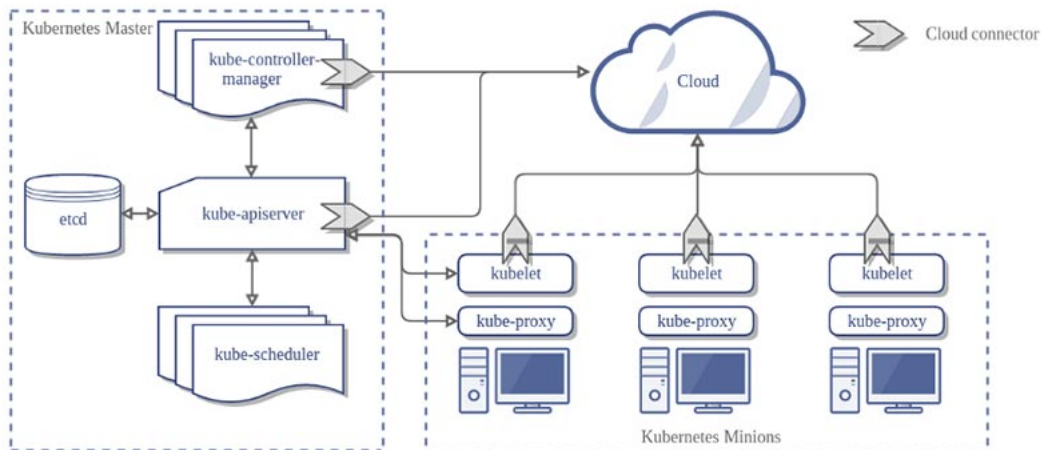 Kubernetes Master
kube-controller-
manager
Cloud
Cloud connector
etcd
kube-apiserver
kubelet
kubelet
kubelet
kube-proxy
kube-proxy
kube-proxy
kube-scheduler
Kubernetes Minions